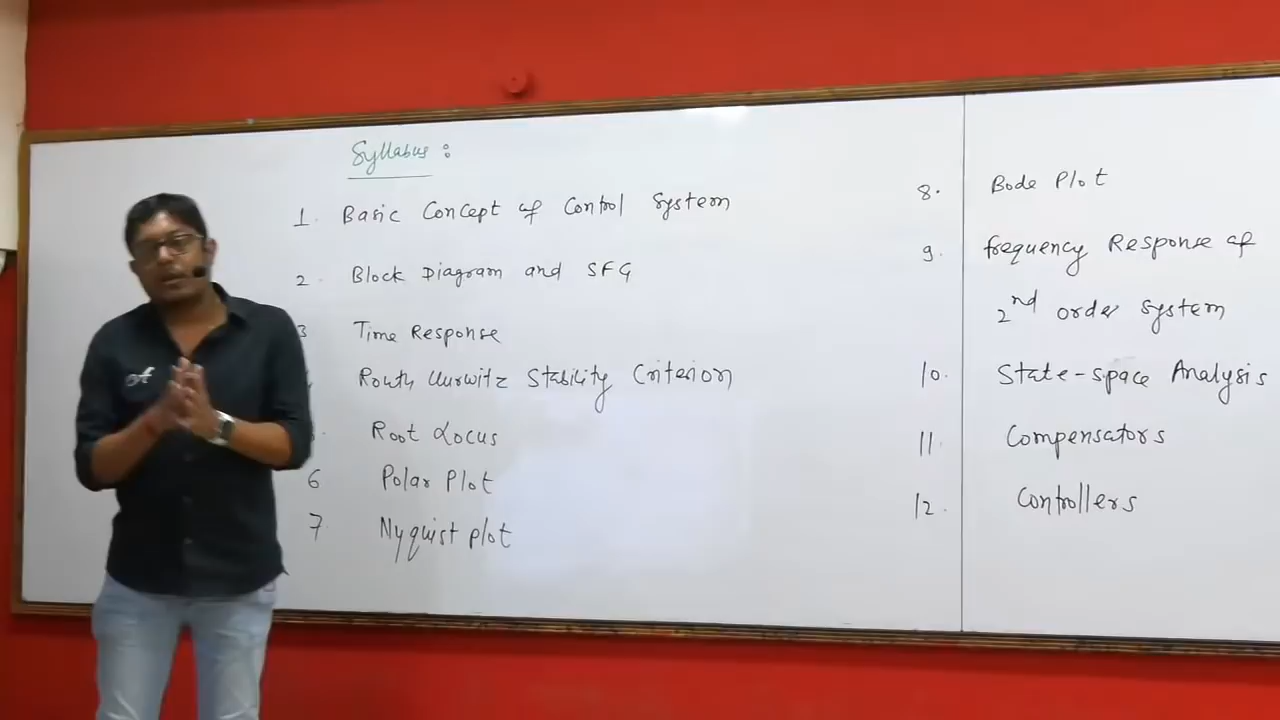 Syllabus :
1. Basic Concept of Control System
2. Block Diagram and SFG
3 Time Response
Routh Hurwitz Stability Criterion
Root Locus
6 Polar Plot
7. Nyquist plot
8. Bode Plot
9. frequency Response of
2nd order system
10. State-space Analysis
11. Compensators
12. Controllers